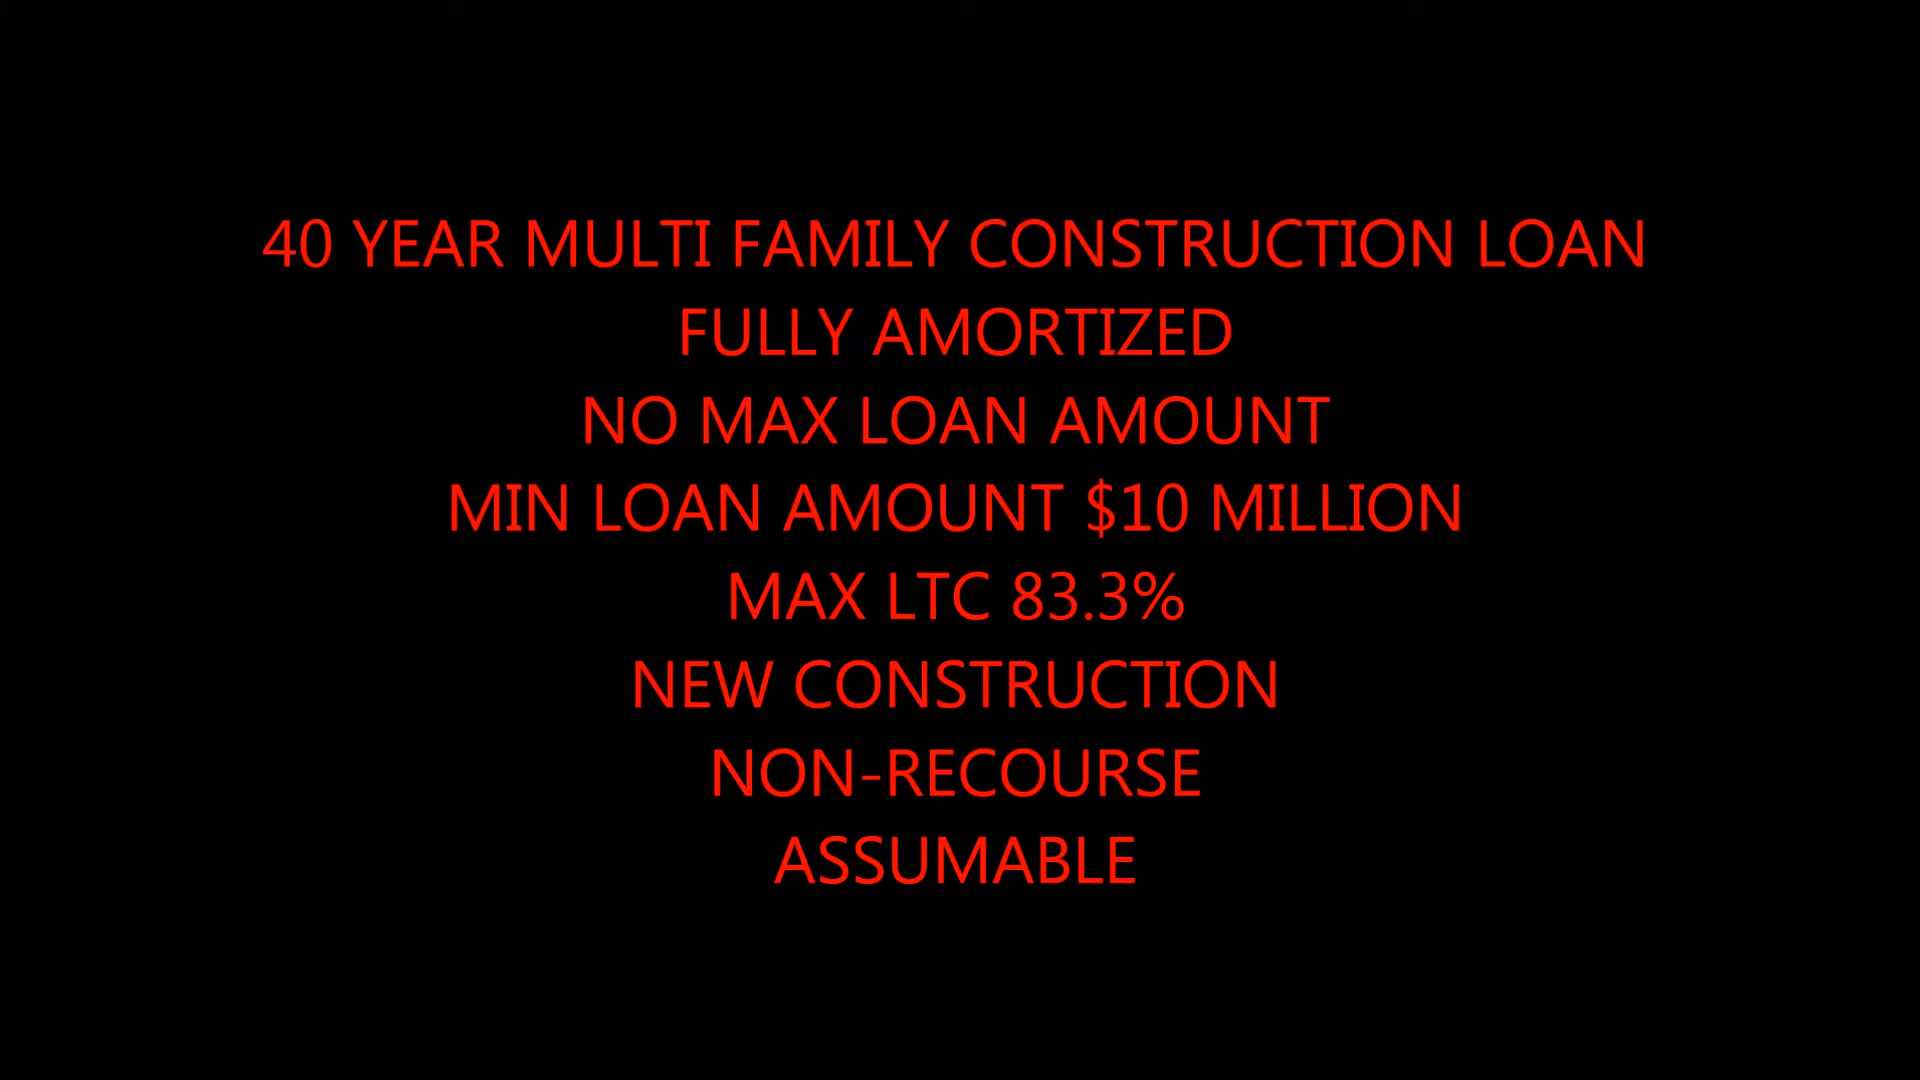 40 YEAR MULTI FAMILY CONSTRUCTION LOAN
FULLY AMORTIZED
NO MAX LOAN AMOUNT
MIN LOAN AMOUNT $10 MILLION
MAX LTC 83.3%
NEW CONSTRUCTION
NON-RECOURSE
ASSUMABLE